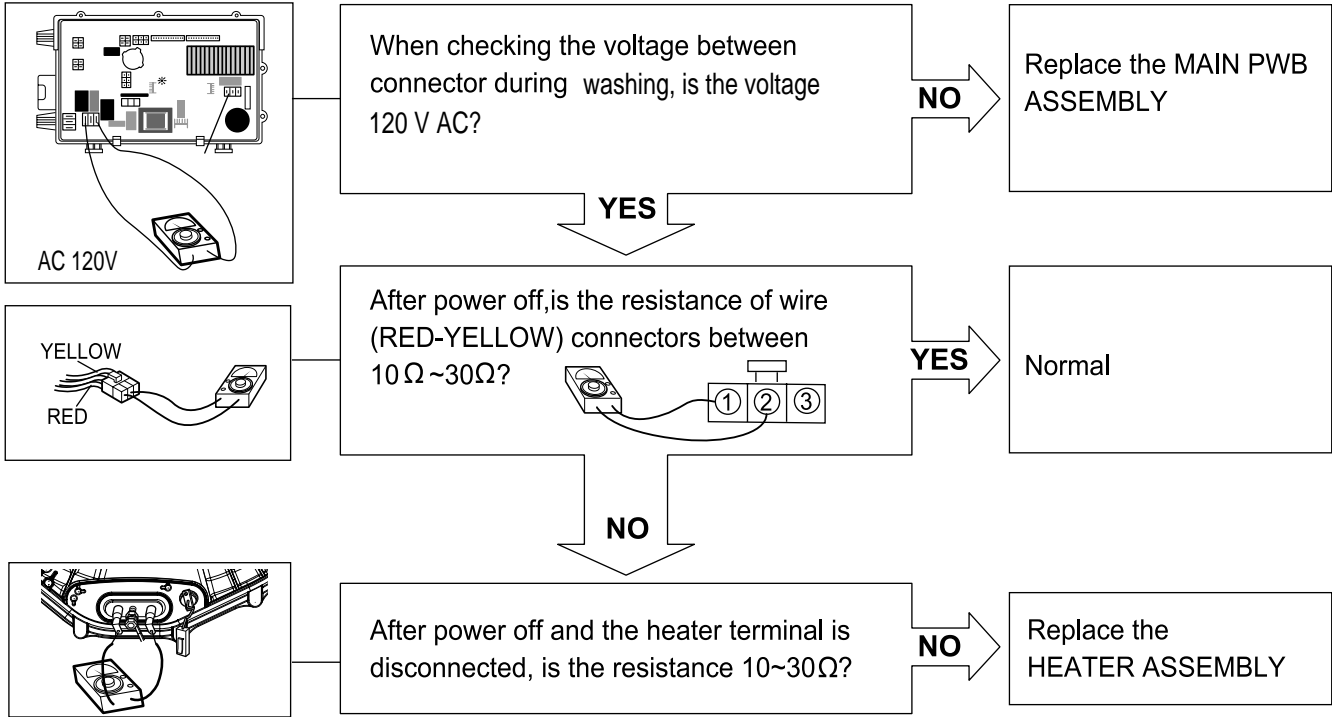 AC 120V
When checking the voltage between
connector during washing, is the voltage
120 V AC?
NO
Replace the MAIN PWB
ASSEMBLY
YES
YELLOW
RED
After power off,is the resistance of wire
(RED-YELLOW) connectors between
10Ω~30Ω?
1 2 3
YES
Normal
NO
After power off and the heater terminal is
disconnected, is the resistance 10~30Ω?
NO
Replace the
HEATER ASSEMBLY